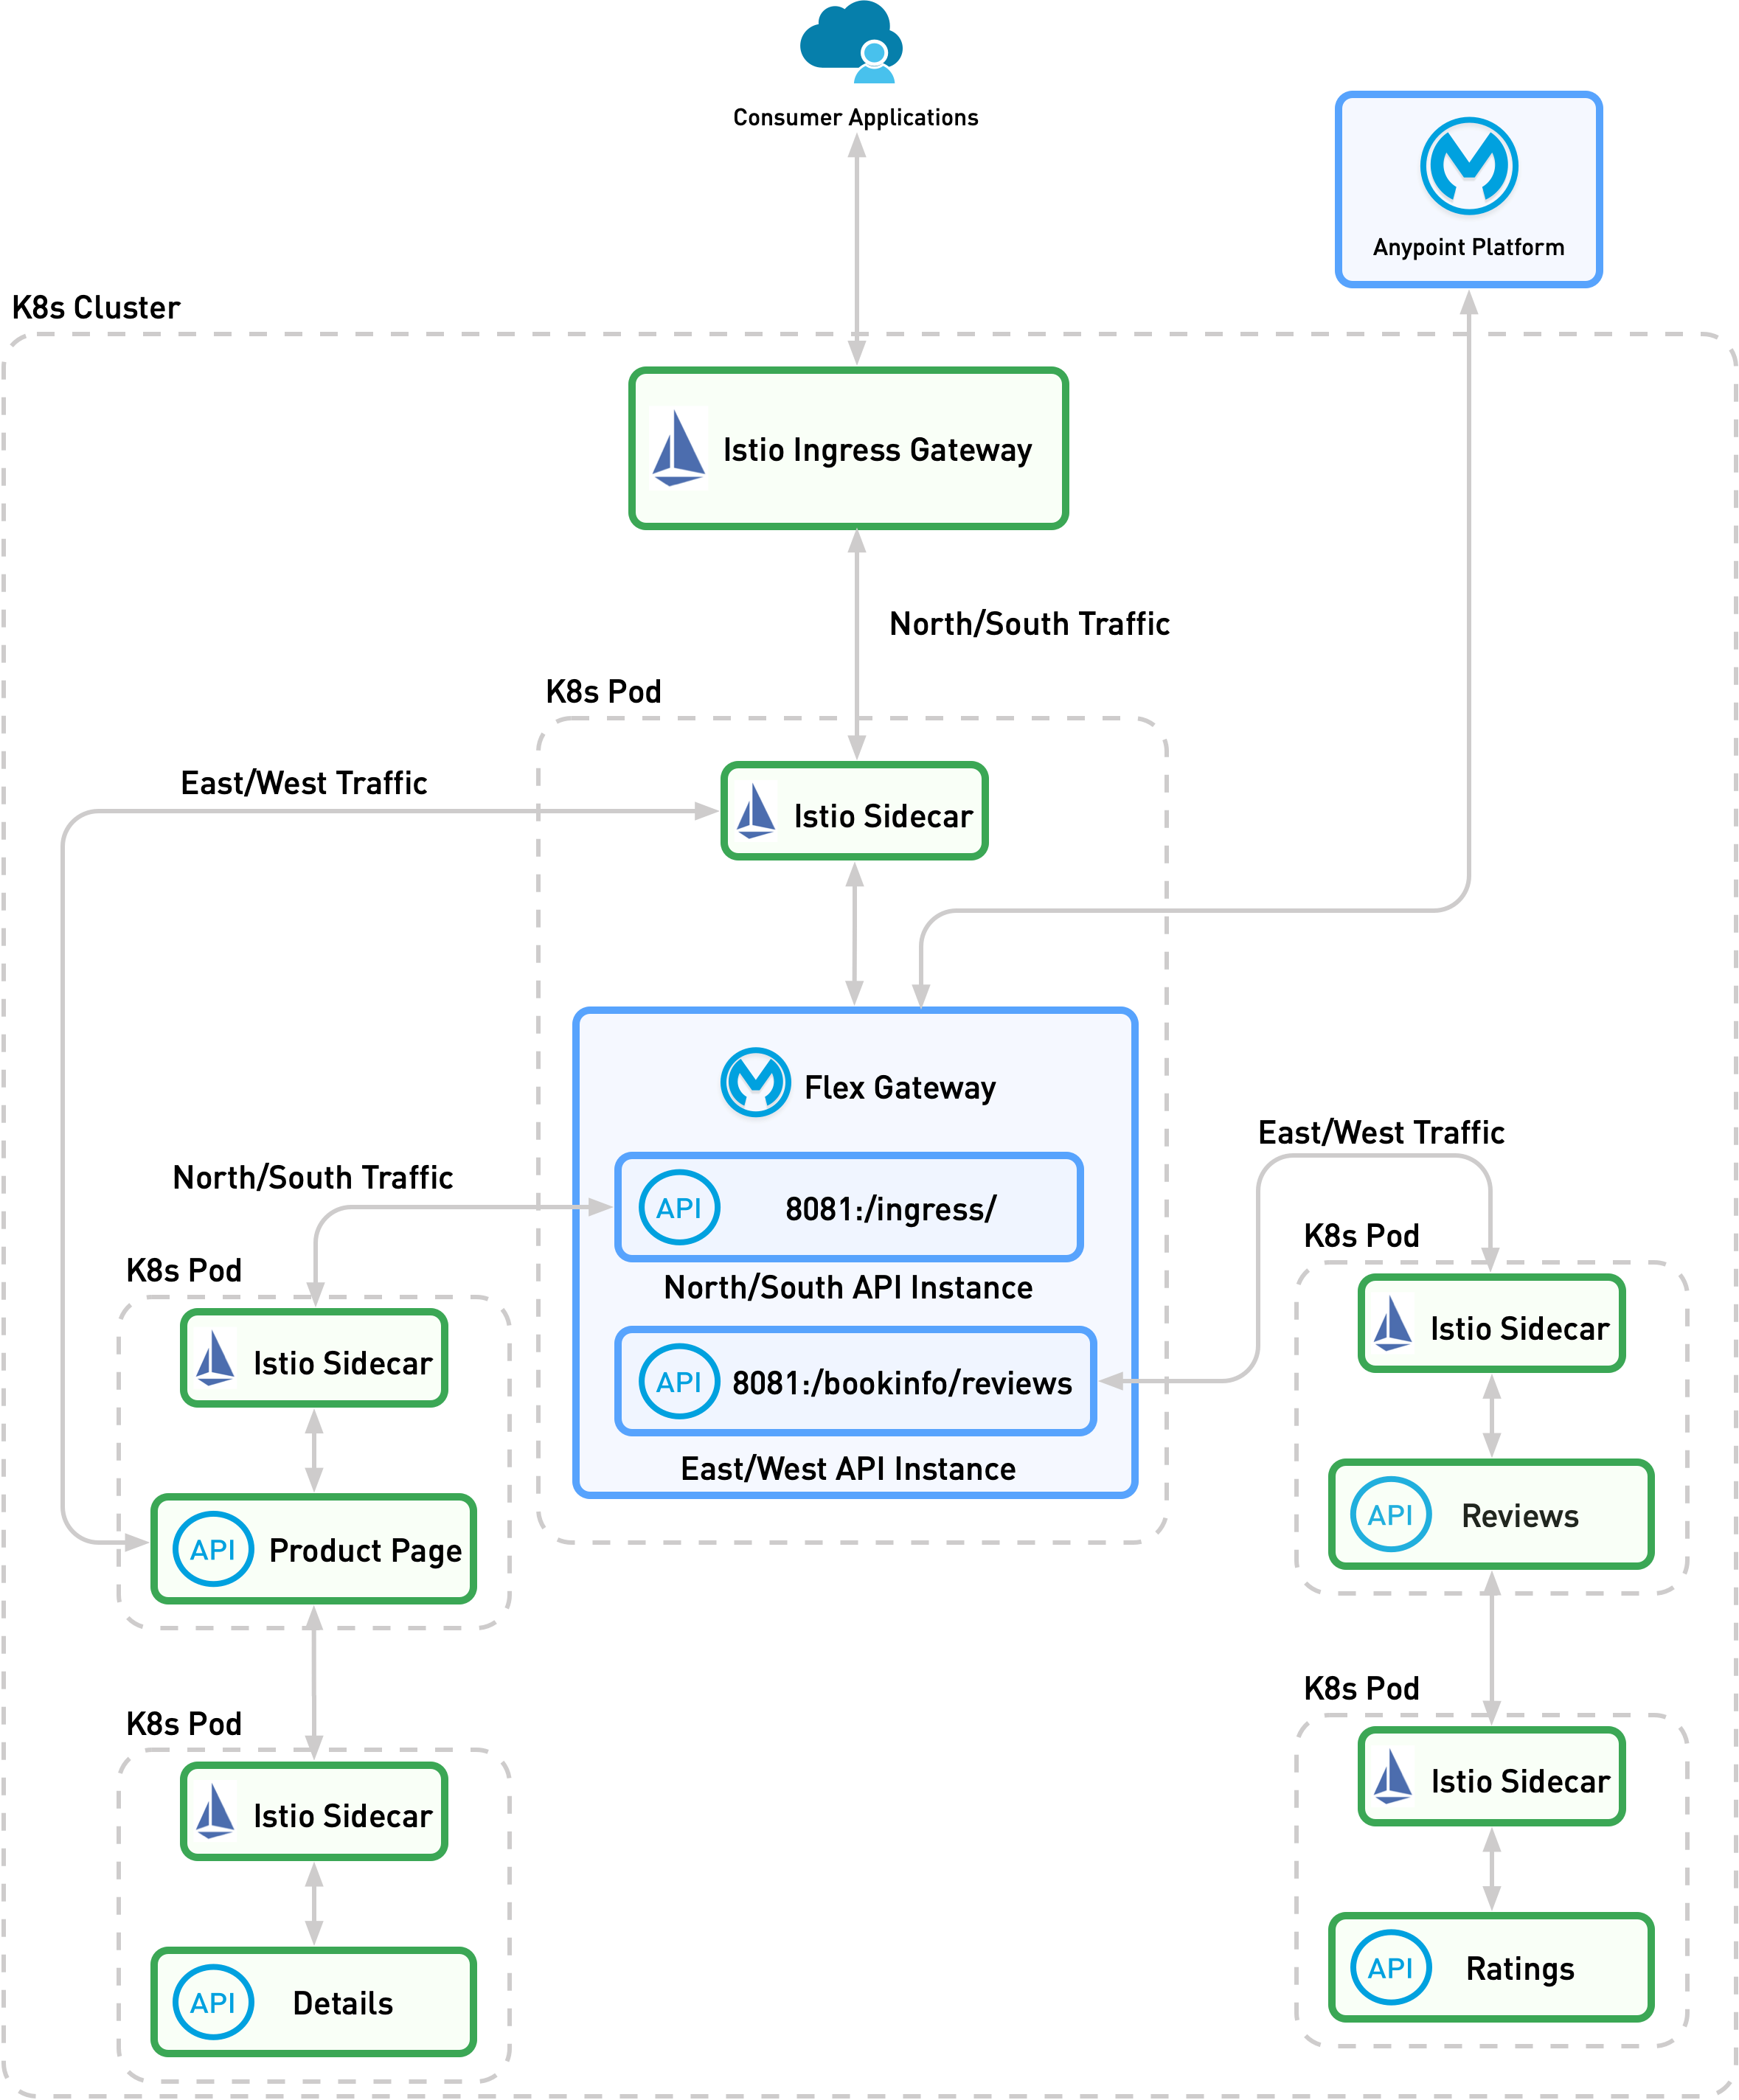 Consumer Applications
Anypoint Platform
K8s Cluster
Istio Ingress Gateway
North/South Traffic
K8s Pod
East/West Traffic
Istio Sidecar
Flex Gateway
East/West Traffic
North/South Traffic
API
8081:/ingress/
K8s Pod
K8s Pod
North/South API Instance
Istio Sidecar
Istio Sidecar
API
8081:/bookinfo/reviews
East/West API Instance
API
Product Page
API
Reviews
K8s Pod
K8s Pod
Istio Sidecar
Istio Sidecar
API
Details
API
Ratings